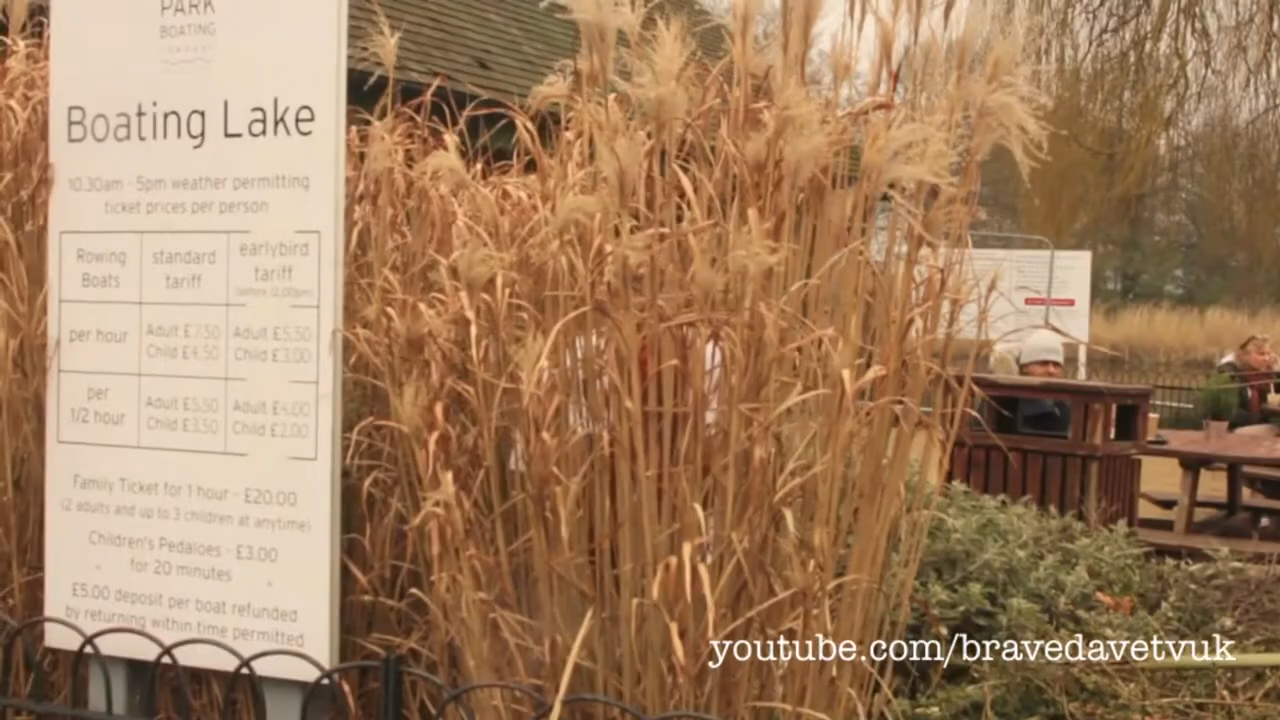 PARK
BOATING
Boating Lake
10.30am - 5pm weather permitting
ticket prices per person
Rowing Boats
standard tariff
earlybird tariff
(before 12.00pm)
per hour
Adult £7.50
Child £4.50
Adult £5.50
Child £3.00
per 1/2 hour
Adult £5.50
Child £3.50
Adult £4.00
Child £2.00
Family Ticket for 1 hour - £20.00
(2 adults and up to 3 children at anytime)
Children's Pedaloes - £3.00
for 20 minutes
£5.00 deposit per boat refunded
by returning within time permitted
youtube.com/bravedavetvuk